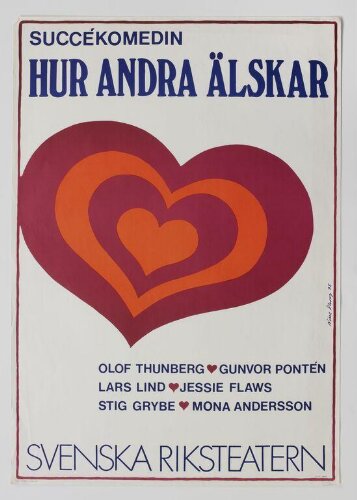 SUCCÉKOMEDIN
HUR ANDRA ÄLSKAR
OLOF THUNBERG ♥ GUNVOR PONTÉN
LARS LIND ♥ JESSIE FLAWS
STIG GRYBE ♥ MONA ANDERSSON
SVENSKA RIKSTEATERN